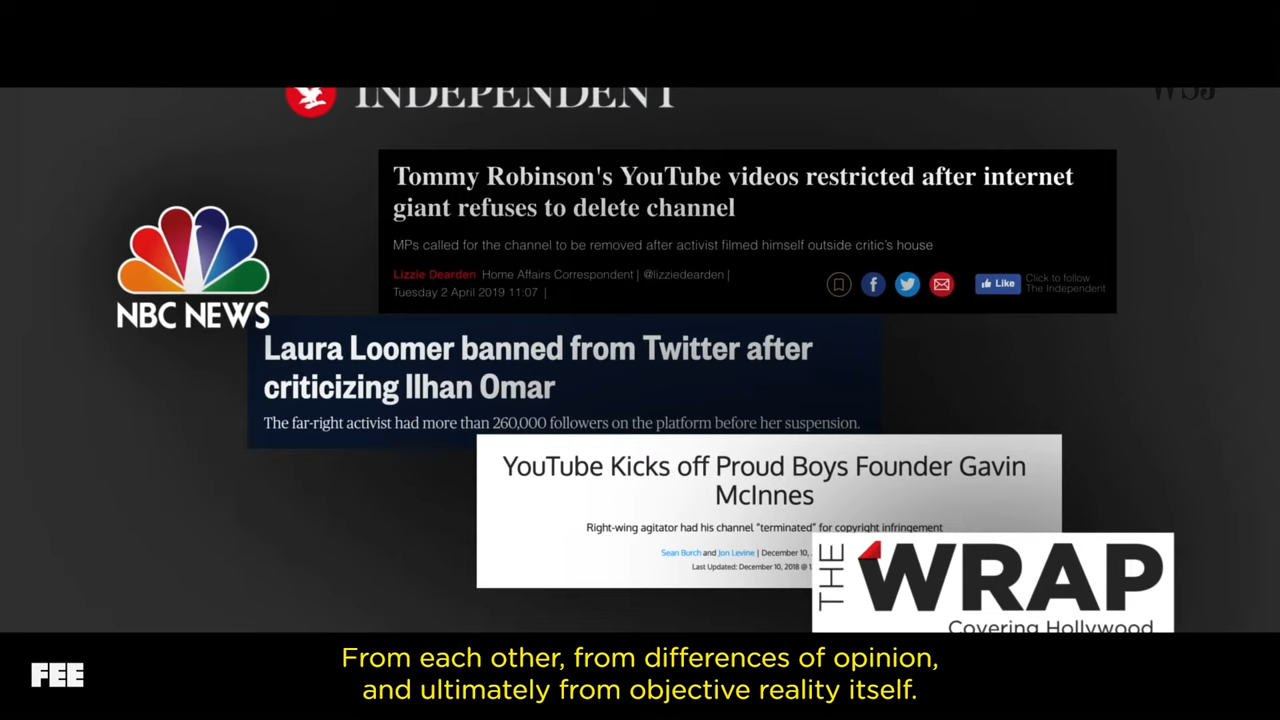 INDEPENDENT
WSJ
Tommy Robinson's YouTube videos restricted after internet
giant refuses to delete channel
MPs called for the channel to be removed after activist filmed himself outside critic's house
Lizzie Dearden Home Affairs Correspondent | @lizziedearden |
Tuesday 2 April 2019 11:07 |
Like
Click to follow
The Independent
NBC NEWS
Laura Loomer banned from Twitter after
criticizing Ilhan Omar
The far-right activist had more than 260,000 followers on the platform before her suspension.
YouTube Kicks off Proud Boys Founder Gavin
McInnes
Right-wing agitator had his channel "terminated" for copyright infringement
Sean Burch and Jon Levine | December 10,
Last Updated: December 10, 2018 @
THE WRAP
Covering Hollywood
From each other, from differences of opinion,
and ultimately from objective reality itself.
FEE